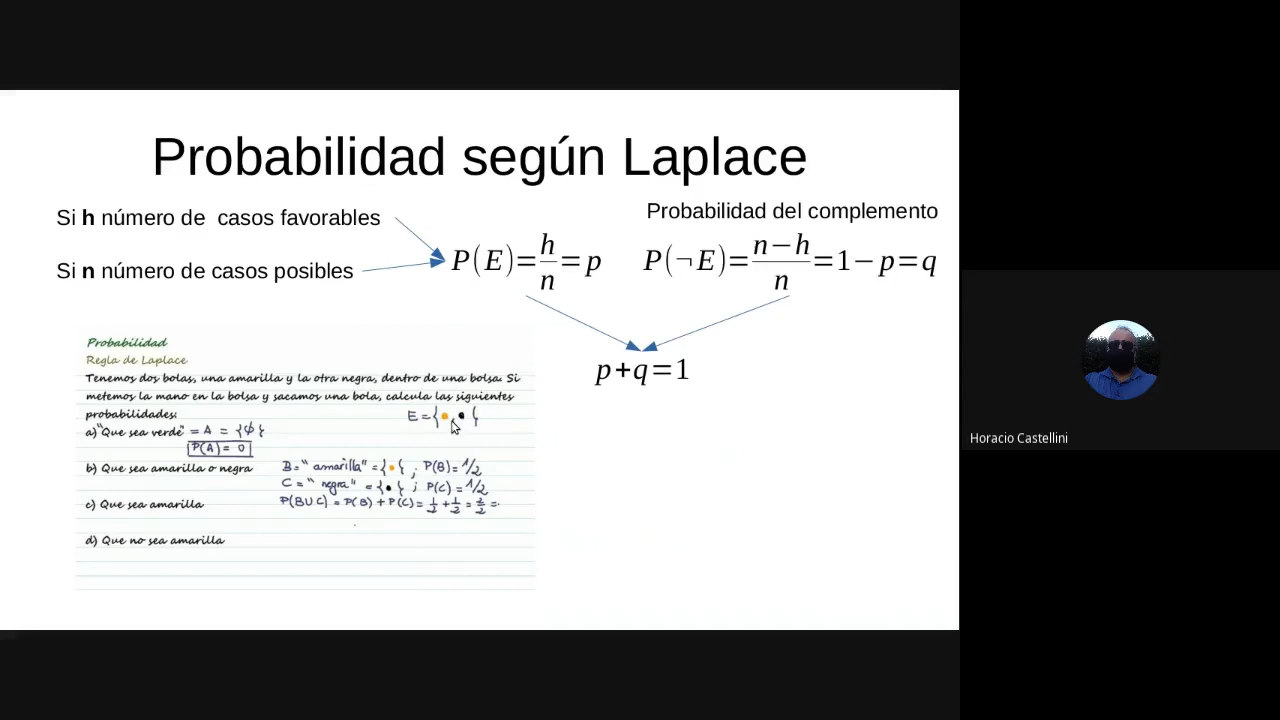 Probabilidad según Laplace
Si h número de casos favorables
Si n número de casos posibles
P(E)=h/n=p
Probabilidad del complemento
P(¬E)=(n−h)/n=1−p=q
p+q=1
Probabilidad
Regla de Laplace
Tenemos dos bolas, una amarilla y la otra negra, dentro de una bolsa. Si
metemos la mano en la bolsa y sacamos una bola, calcula las siguientes
probabilidades:
E={ , }
a) "Que sea verde" = A = {ϕ}
P(A) = 0
b) Que sea amarilla o negra
B = "amarilla" = { } ; P(B) = 1/2
C = "negra" = { } ; P(C) = 1/2
c) Que sea amarilla
P(B∪C) = P(B) + P(C) = 1/2 + 1/2 = 2/2 =
d) Que no sea amarilla
Horacio Castellini